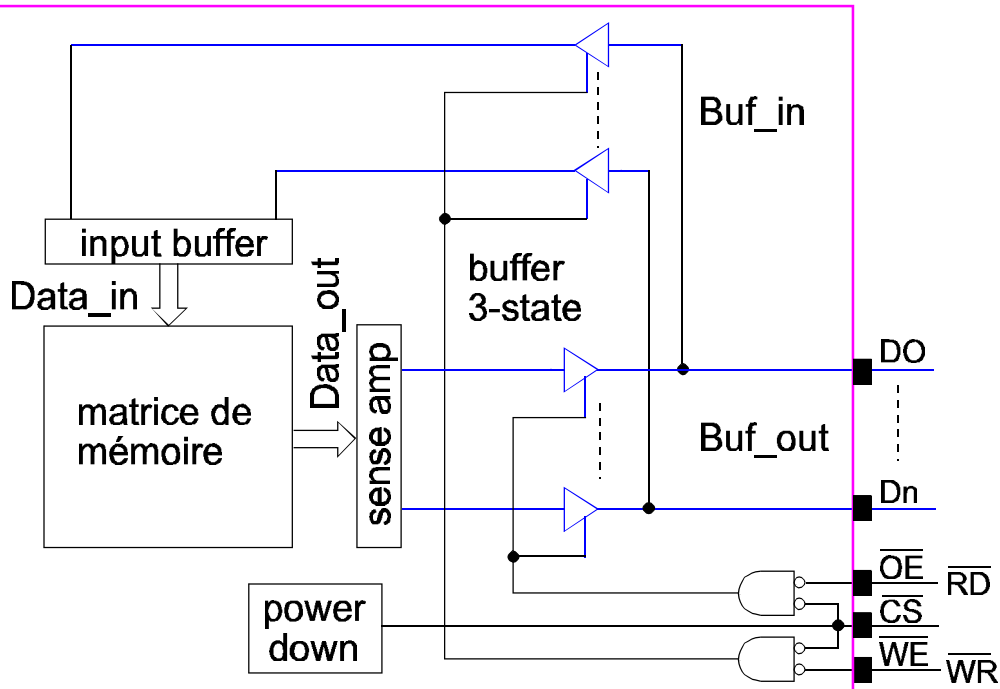 Buf_in
input buffer
Data_in
Data_out
buffer
3-state
DO
matrice de
mémoire
sense amp
Buf_out
Dn
OE
RD
power
down
CS
WE
WR